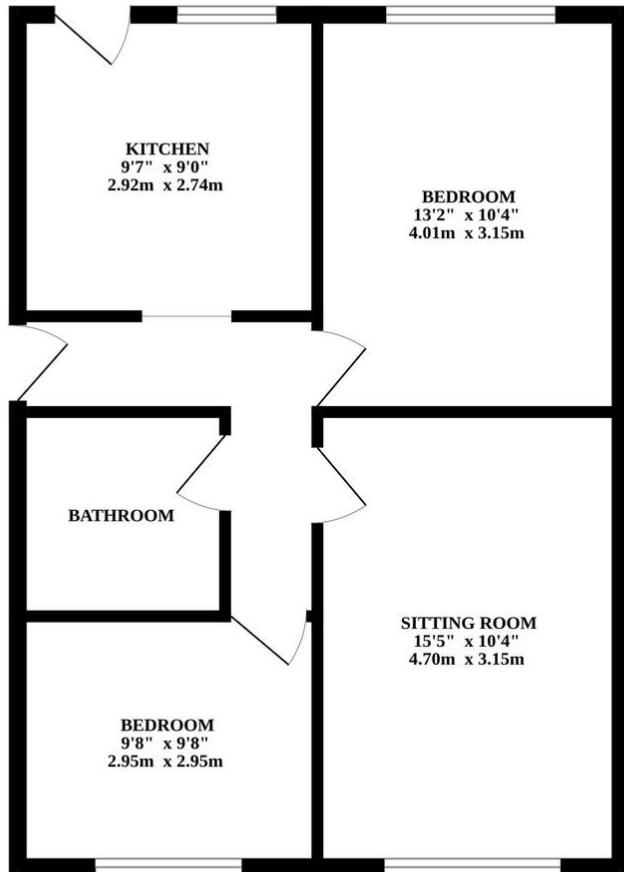 KITCHEN
9'7" x 9'0"
2.92m x 2.74m
BEDROOM
13'2" x 10'4"
4.01m x 3.15m
BATHROOM
SITTING ROOM
15'5" x 10'4"
4.70m x 3.15m
BEDROOM
9'8" x 9'8"
2.95m x 2.95m